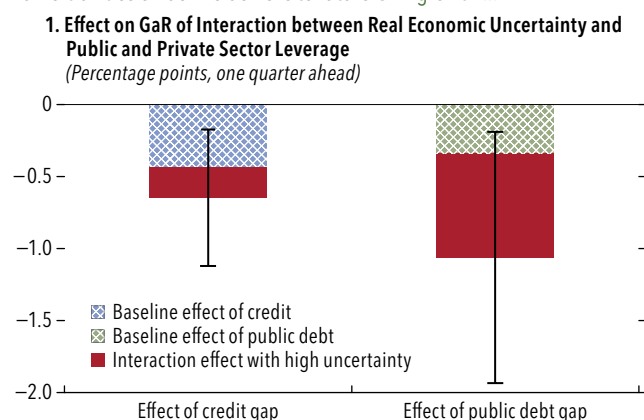 1. Effect on GaR of Interaction between Real Economic Uncertainty and
Public and Private Sector Leverage
(Percentage points, one quarter ahead)
0
−0.5
−1.0
−1.5
−2.0
Baseline effect of credit
Baseline effect of public debt
Interaction effect with high uncertainty
Effect of credit gap
Effect of public debt gap